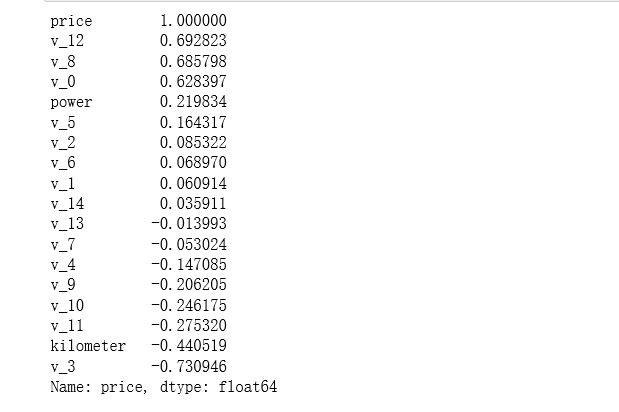 price 1.000000
v_12 0.692823
v_8 0.685798
v_0 0.628397
power 0.219834
v_5 0.164317
v_2 0.085322
v_6 0.068970
v_1 0.060914
v_14 0.035911
v_13 -0.013993
v_7 -0.053024
v_4 -0.147085
v_9 -0.206205
v_10 -0.246175
v_11 -0.275320
kilometer -0.440519
v_3 -0.730946
Name: price, dtype: float64